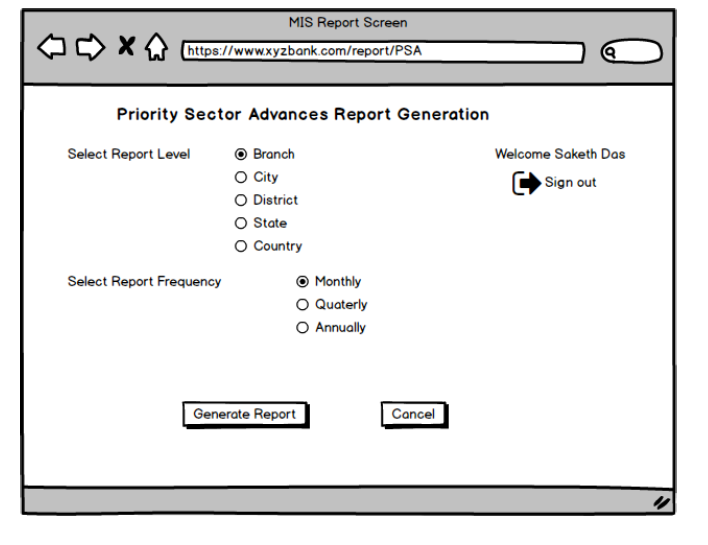 MIS Report Screen
https://www.xyzbank.com/report/PSA
Priority Sector Advances Report Generation
Select Report Level
Branch
City
District
State
Country
Welcome Saketh Das
Sign out
Select Report Frequency
Monthly
Quaterly
Annually
Generate Report
Cancel